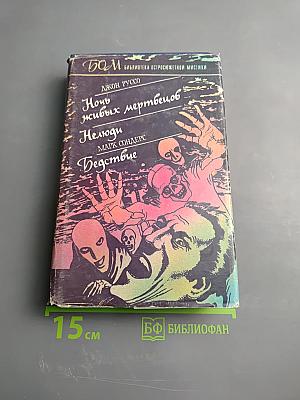 БОМ БИБЛИОТЕКА ОСТРОСЮЖЕТНОЙ МИСТИКИ
ДЖОН РУССО
Ночь
живых мертвецов
Нелюди
МАРК СОНДЕРС
Бедствие
15 см
БФ БИБЛИОФАН